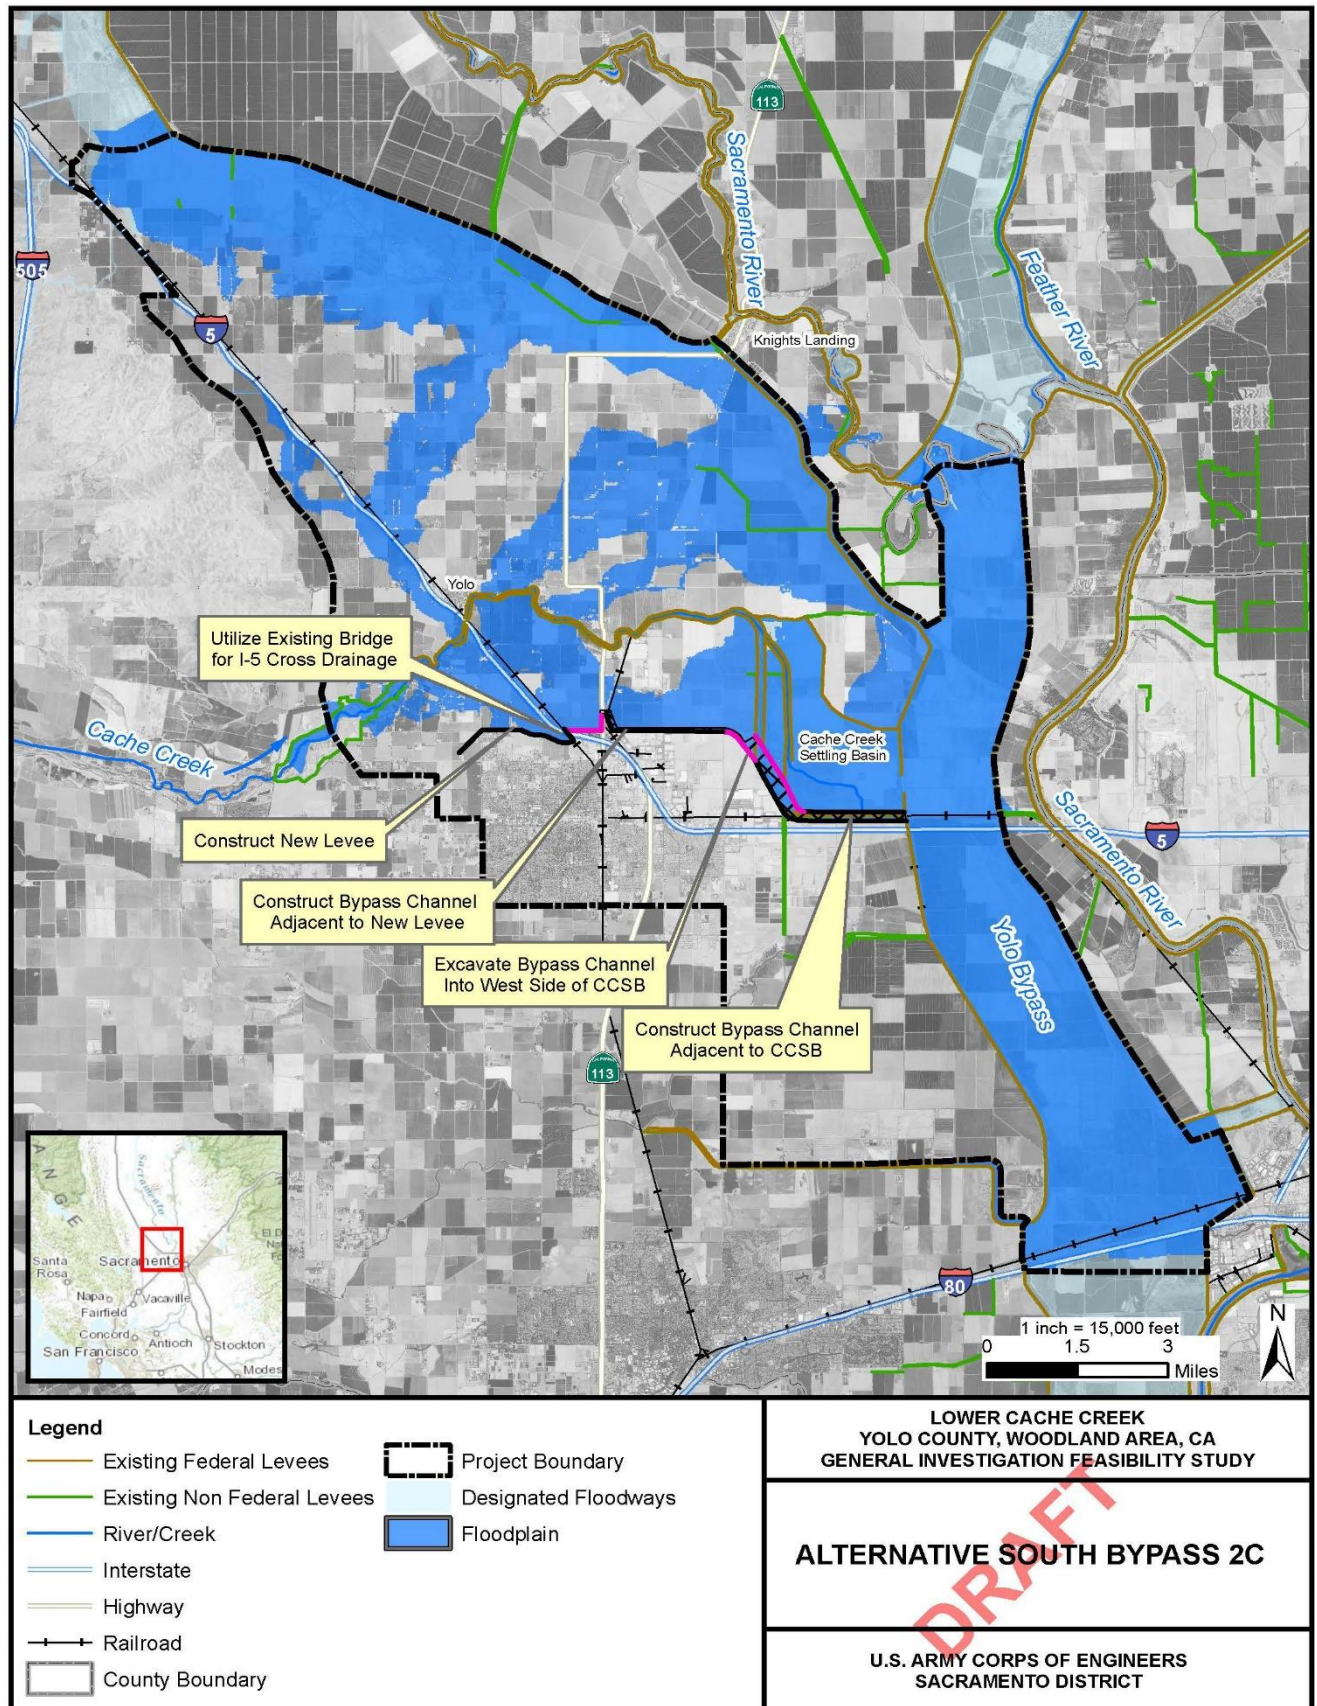 CALIFORNIA
113
Sacramento River
Feather River
505
5
Knights Landing
Yolo
Utilize Existing Bridge
for I-5 Cross Drainage
Cache Creek
Cache Creek
Settling Basin
Construct New Levee
5
Sacramento River
Construct Bypass Channel
Adjacent to New Levee
Yolo Bypass
Excavate Bypass Channel
Into West Side of CCSB
Construct Bypass Channel
Adjacent to CCSB
113
80
ANGE
Sacramento
Santa
Rosa
Sacramento
Napa
Vacaville
Fairfield
Concord
Antioch
Stockton
San Francisco
Modes
N
1 inch = 15,000 feet
0 1.5 3
Miles
Legend
Existing Federal Levees
Existing Non Federal Levees
River/Creek
Interstate
Highway
Railroad
County Boundary
Project Boundary
Designated Floodways
Floodplain
LOWER CACHE CREEK
YOLO COUNTY, WOODLAND AREA, CA
GENERAL INVESTIGATION FEASIBILITY STUDY
ALTERNATIVE SOUTH BYPASS 2C
DRAFT
U.S. ARMY CORPS OF ENGINEERS
SACRAMENTO DISTRICT